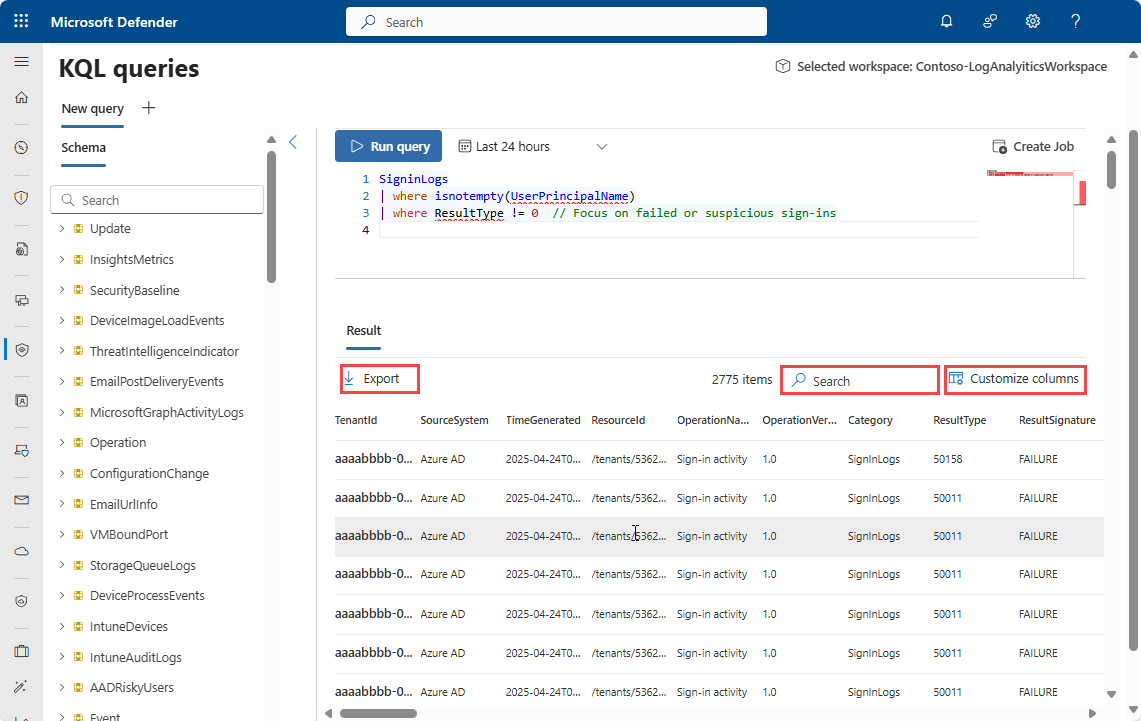 Microsoft Defender
Search
KQL queries
Selected workspace: Contoso-LogAnalyiticsWorkspace
New query
Schema
Search
Update
InsightsMetrics
SecurityBaseline
DeviceImageLoadEvents
ThreatIntelligenceIndicator
EmailPostDeliveryEvents
MicrosoftGraphActivityLogs
Operation
ConfigurationChange
EmailUrlInfo
VMBoundPort
StorageQueueLogs
DeviceProcessEvents
IntuneDevices
IntuneAuditLogs
AADRiskyUsers
Event
Run query Last 24 hours Create Job
1 SigninLogs
2 | where isnotempty(UserPrincipalName)
3 | where ResultType != 0 // Focus on failed or suspicious sign-ins
4
Result
Export 2775 items Search Customize columns
TenantId SourceSystem TimeGenerated ResourceId OperationNa... OperationVer... Category ResultType ResultSignature
aaaabbbb-0... Azure AD 2025-04-24T0... /tenants/5362... Sign-in activity 1.0 SignInLogs 50158 FAILURE
aaaabbbb-0... Azure AD 2025-04-24T0... /tenants/5362... Sign-in activity 1.0 SignInLogs 50011 FAILURE
aaaabbbb-0... Azure AD 2025-04-24T0... /tenants/5362... Sign-in activity 1.0 SignInLogs 50011 FAILURE
aaaabbbb-0... Azure AD 2025-04-24T0... /tenants/5362... Sign-in activity 1.0 SignInLogs 50011 FAILURE
aaaabbbb-0... Azure AD 2025-04-24T0... /tenants/5362... Sign-in activity 1.0 SignInLogs 50011 FAILURE
aaaabbbb-0... Azure AD 2025-04-24T0... /tenants/5362... Sign-in activity 1.0 SignInLogs 50011 FAILURE
aaaabbbb-0... Azure AD 2025-04-24T0... /tenants/5362... Sign-in activity 1.0 SignInLogs 50011 FAILURE